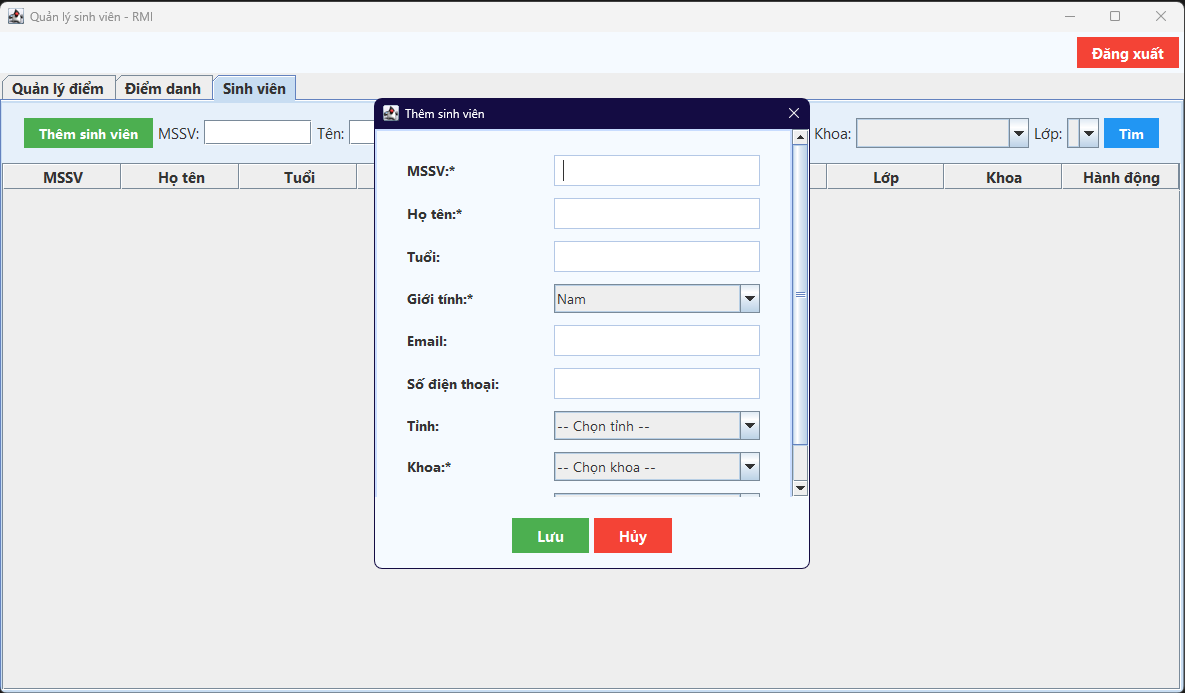 Quản lý sinh viên - RMI
Đăng xuất
Quản lý điểm Điểm danh Sinh viên
Thêm sinh viên MSSV: Tên: Khoa: Lớp: Tìm
MSSV Họ tên Tuổi Lớp Khoa Hành động
Thêm sinh viên
MSSV:*
Họ tên:*
Tuổi:
Giới tính:* Nam
Email:
Số điện thoại:
Tỉnh: -- Chọn tỉnh --
Khoa:* -- Chọn khoa --
Lưu Hủy